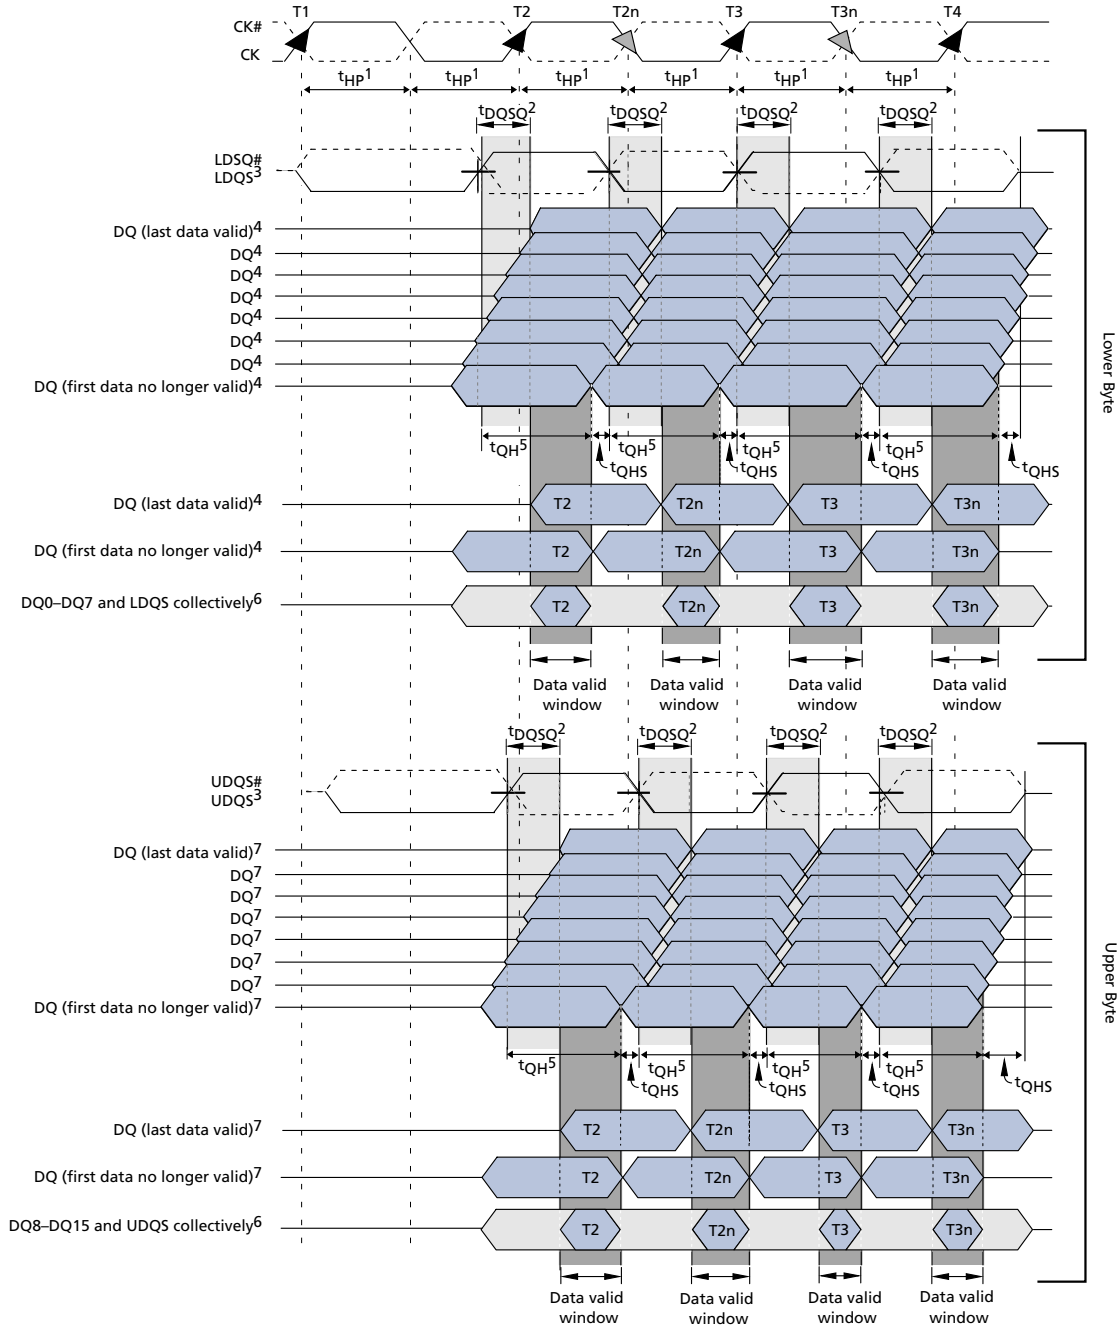 T1 T2 T2n T3 T3n T4
CK#
CK
tHP1 tHP1 tHP1 tHP1 tHP1 tHP1
tDQSQ2 tDQSQ2 tDQSQ2 tDQSQ2
LDSQ#
LDQS3
DQ (last data valid)4
DQ4
DQ4
DQ4
DQ4
DQ4
DQ4
DQ (first data no longer valid)4
Lower Byte
tQH5 tQH5 tQH5 tQH5
tQHS tQHS tQHS tQHS
DQ (last data valid)4 T2 T2n T3 T3n
DQ (first data no longer valid)4 T2 T2n T3 T3n
DQ0–DQ7 and LDQS collectively6 T2 T2n T3 T3n
Data valid Data valid Data valid Data valid
window window window window
tDQSQ2 tDQSQ2 tDQSQ2 tDQSQ2
UDQS#
UDQS3
DQ (last data valid)7
DQ7
DQ7
DQ7
DQ7
DQ7
DQ7
DQ (first data no longer valid)7
Upper Byte
tQH5 tQH5 tQH5 tQH5
tQHS tQHS tQHS tQHS
DQ (last data valid)7 T2 T2n T3 T3n
DQ (first data no longer valid)7 T2 T2n T3 T3n
DQ8–DQ15 and UDQS collectively6 T2 T2n T3 T3n
Data valid Data valid Data valid Data valid
window window window window